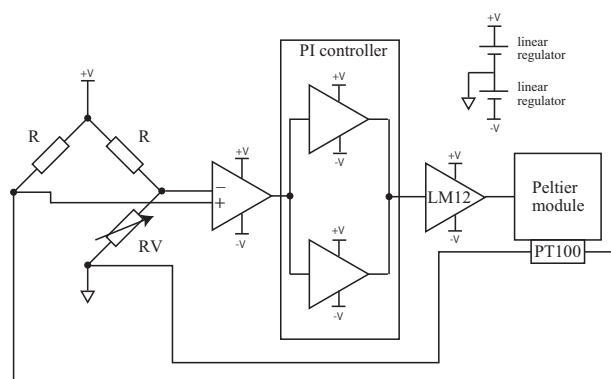 +V
linear
regulator
linear
regulator
-V
PI controller
+V
R
R
+V
-V
+V
-V
−
+
RV
+V
-V
+V
LM12
-V
Peltier
module
PT100